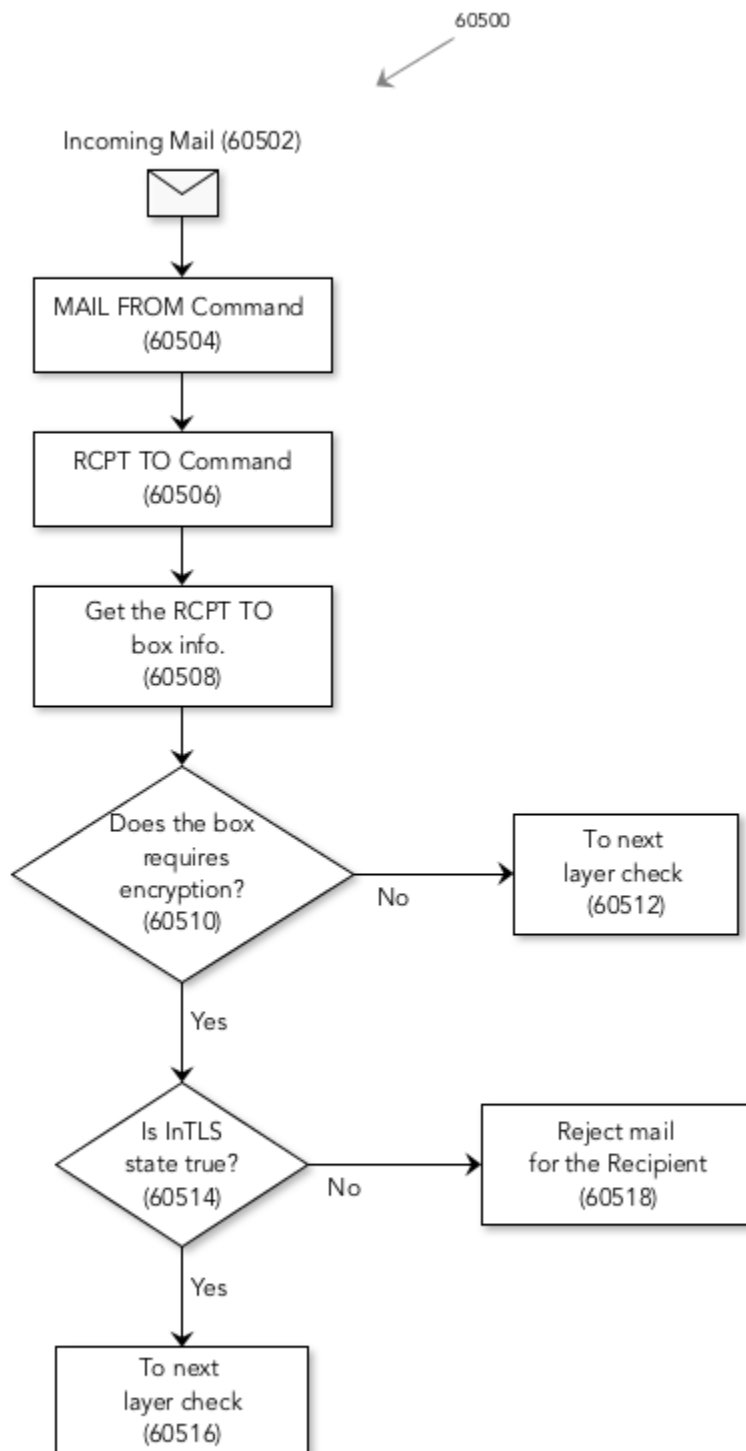 60500
Incoming Mail (60502)
MAIL FROM Command
(60504)
RCPT TO Command
(60506)
Get the RCPT TO
box info.
(60508)
Does the box
requires
encryption?
(60510)
No
To next
layer check
(60512)
Yes
Is InTLS
state true?
(60514)
No
Reject mail
for the Recipient
(60518)
Yes
To next
layer check
(60516)